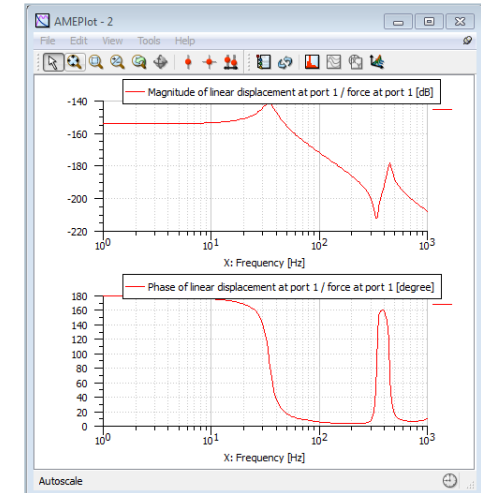 AMEPlot - 2
File Edit View Tools Help
Magnitude of linear displacement at port 1 / force at port 1 [dB]
-140
-160
-180
-200
-220
10^0 10^1 10^2 10^3
X: Frequency [Hz]
Phase of linear displacement at port 1 / force at port 1 [degree]
180
160
140
120
100
80
60
40
20
0
10^0 10^1 10^2 10^3
X: Frequency [Hz]
Autoscale